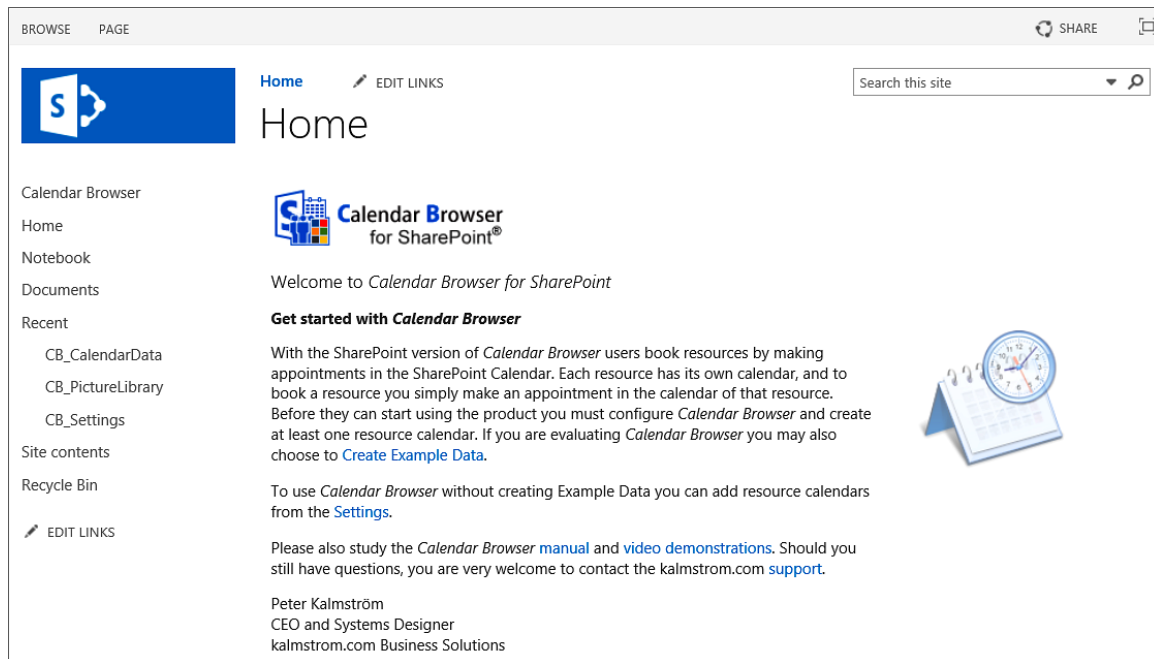 BROWSE PAGE SHARE
S
Home EDIT LINKS
Search this site
Home
Calendar Browser
Home
Notebook
Documents
Recent
CB_CalendarData
CB_PictureLibrary
CB_Settings
Site contents
Recycle Bin
EDIT LINKS
S
Calendar Browser
for SharePoint®
Welcome to Calendar Browser for SharePoint
Get started with Calendar Browser
With the SharePoint version of Calendar Browser users book resources by making
appointments in the SharePoint Calendar. Each resource has its own calendar, and to
book a resource you simply make an appointment in the calendar of that resource.
Before they can start using the product you must configure Calendar Browser and create
at least one resource calendar. If you are evaluating Calendar Browser you may also
choose to Create Example Data.
To use Calendar Browser without creating Example Data you can add resource calendars
from the Settings.
Please also study the Calendar Browser manual and video demonstrations. Should you
still have questions, you are very welcome to contact the kalmstrom.com support.
Peter Kalmström
CEO and Systems Designer
kalmstrom.com Business Solutions